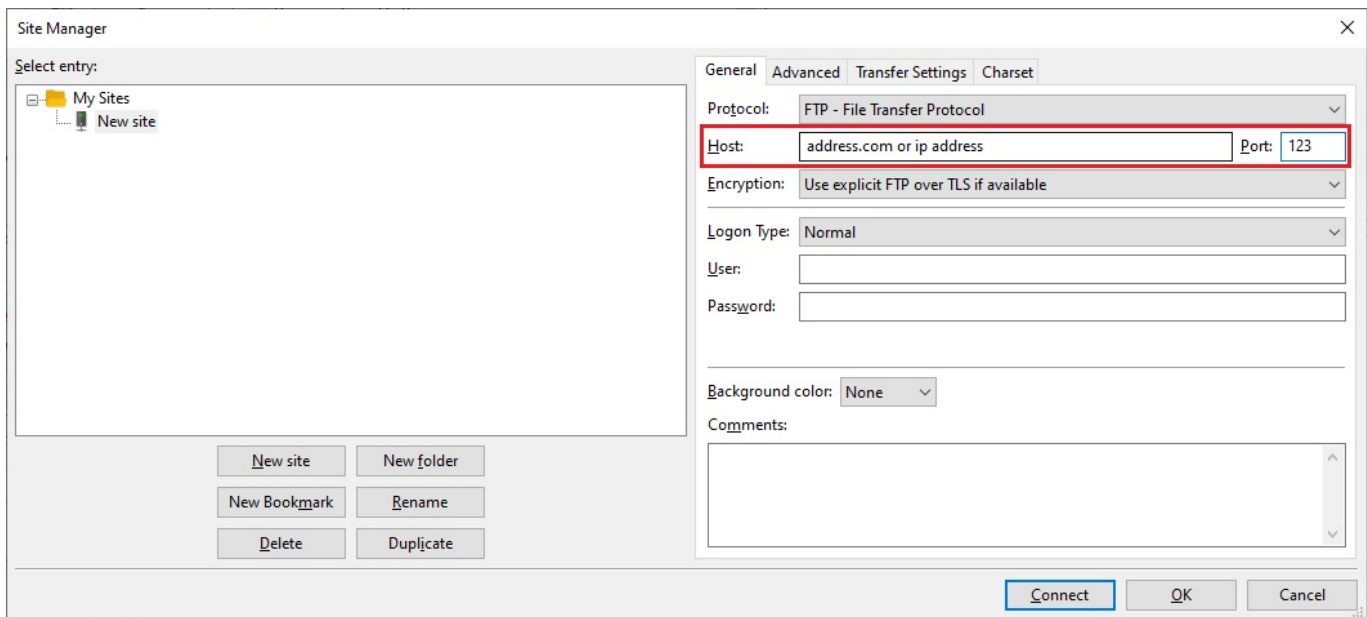 Site Manager
Select entry:
My Sites
New site
New site
New folder
New Bookmark
Rename
Delete
Duplicate
General Advanced Transfer Settings Charset
Protocol: FTP - File Transfer Protocol
Host: address.com or ip address Port: 123
Encryption: Use explicit FTP over TLS if available
Logon Type: Normal
User:
Password:
Background color: None
Comments:
Connect OK Cancel